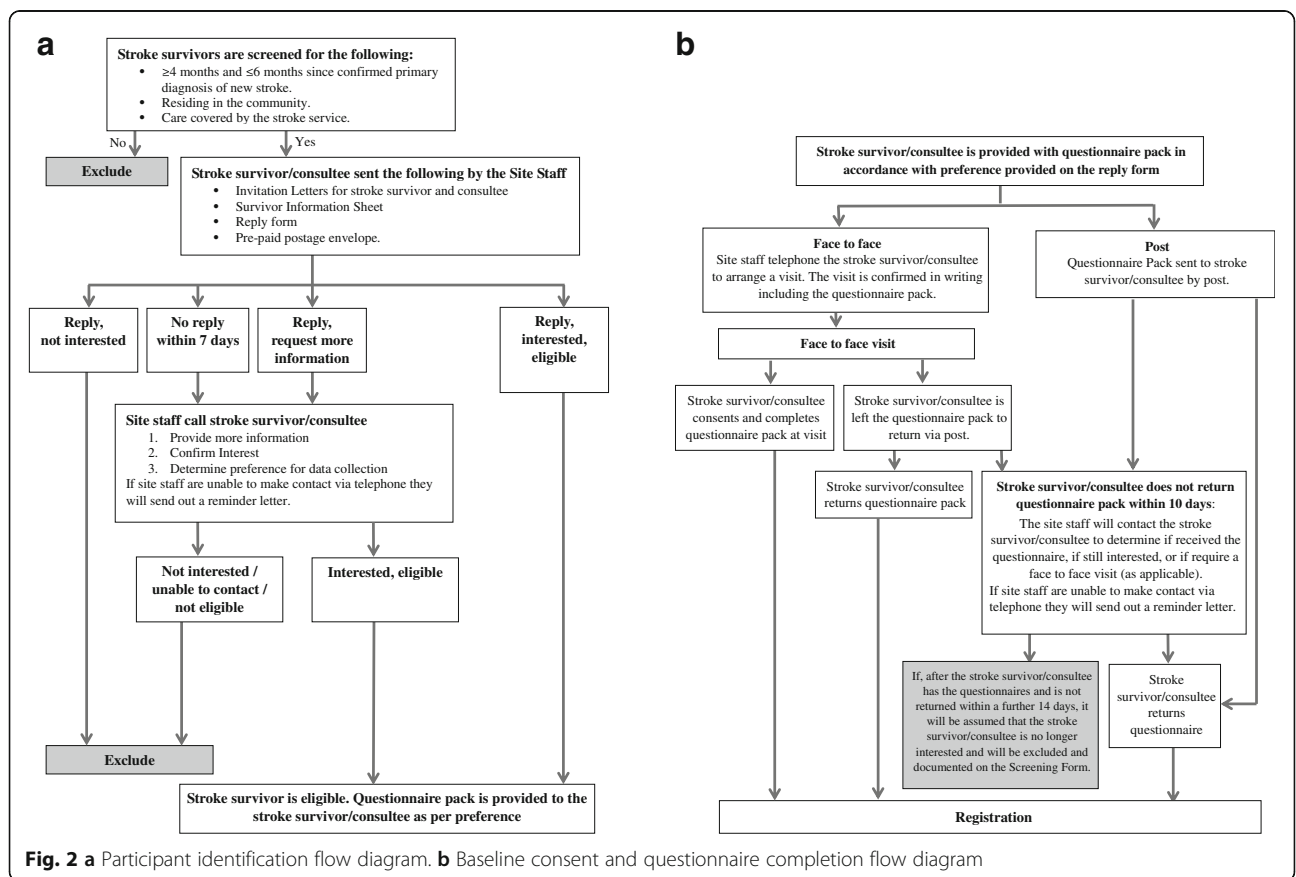 a
Stroke survivors are screened for the following:
• ≥4 months and ≤6 months since confirmed primary
diagnosis of new stroke.
• Residing in the community.
• Care covered by the stroke service.
No
Yes
Exclude
Stroke survivor/consultee sent the following by the Site Staff
• Invitation Letters for stroke survivor and consultee
• Survivor Information Sheet
• Reply form
• Pre-paid postage envelope.
Reply,
not interested
No reply
within 7 days
Reply,
request more
information
Reply,
interested,
eligible
Site staff call stroke survivor/consultee
1. Provide more information
2. Confirm Interest
3. Determine preference for data collection
If site staff are unable to make contact via telephone they
will send out a reminder letter.
Not interested /
unable to contact /
not eligible
Interested, eligible
Exclude
Stroke survivor is eligible. Questionnaire pack is provided to the
stroke survivor/consultee as per preference
b
Stroke survivor/consultee is provided with questionnaire pack in
accordance with preference provided on the reply form
Face to face
Site staff telephone the stroke survivor/consultee
to arrange a visit. The visit is confirmed in writing
including the questionnaire pack.
Post
Questionnaire Pack sent to stroke
survivor/consultee by post.
Face to face visit
Stroke survivor/consultee
consents and completes
questionnaire pack at visit
Stroke survivor/consultee is
left the questionnaire pack to
return via post.
Stroke survivor/consultee
returns questionnaire pack
Stroke survivor/consultee does not return
questionnaire pack within 10 days:
The site staff will contact the stroke
survivor/consultee to determine if received the
questionnaire, if still interested, or if require a
face to face visit (as applicable).
If site staff are unable to make contact via
telephone they will send out a reminder letter.
If, after the stroke survivor/consultee
has the questionnaires and is not
returned within a further 14 days, it
will be assumed that the stroke
survivor/consultee is no longer
interested and will be excluded and
documented on the Screening Form.
Stroke
survivor/consultee
returns
questionnaire
Registration
Fig. 2 a Participant identification flow diagram. b Baseline consent and questionnaire completion flow diagram